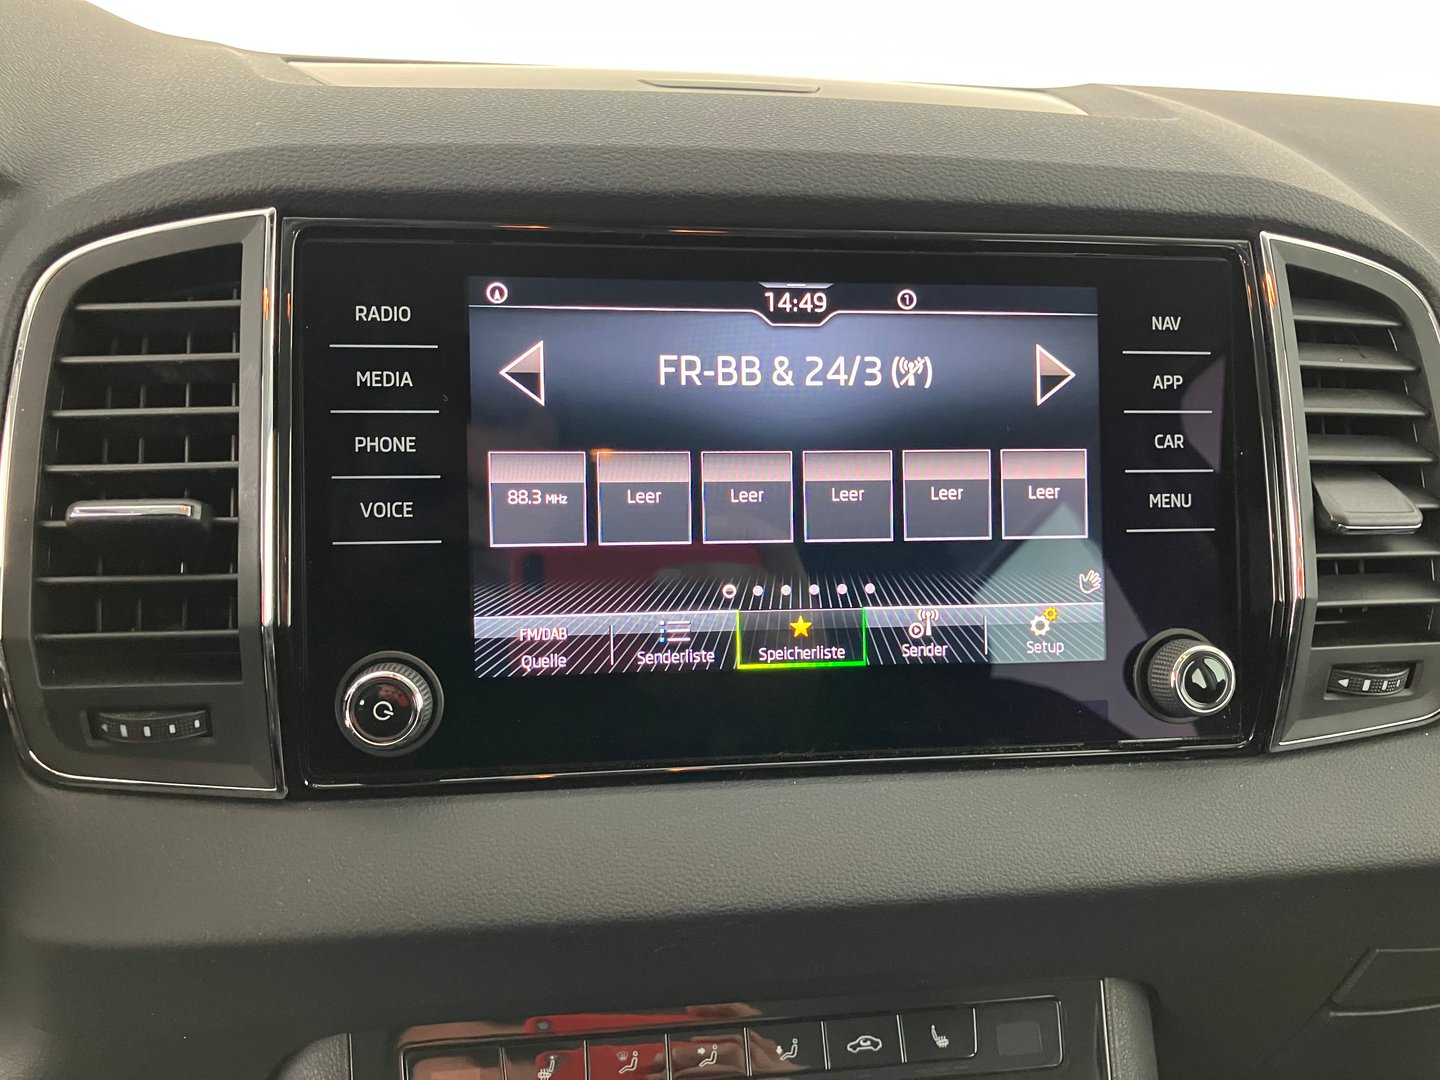 14:49
1
FR-BB & 24/3
RADIO
MEDIA
PHONE
VOICE
NAV
APP
CAR
MENU
88.3 MHz
Leer
Leer
Leer
Leer
Leer
FM/DAB
Quelle
Senderliste
Speicherliste
Sender
Setup